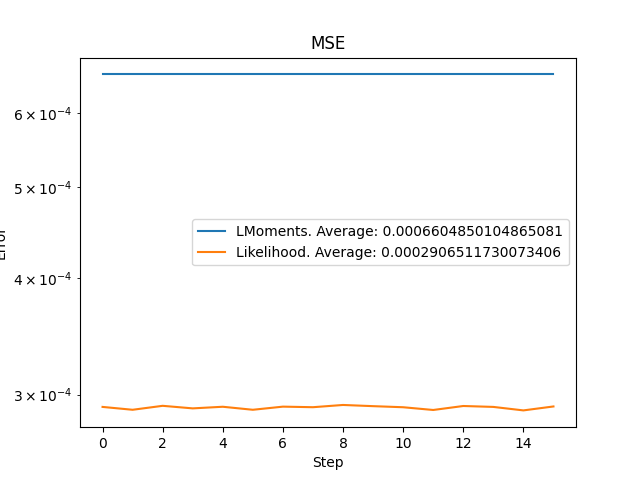 MSE
6 × 10⁻⁴
5 × 10⁻⁴
4 × 10⁻⁴
3 × 10⁻⁴
Error
LMoments. Average: 0.0006604850104865081
Likelihood. Average: 0.0002906511730073406
0 2 4 6 8 10 12 14
Step